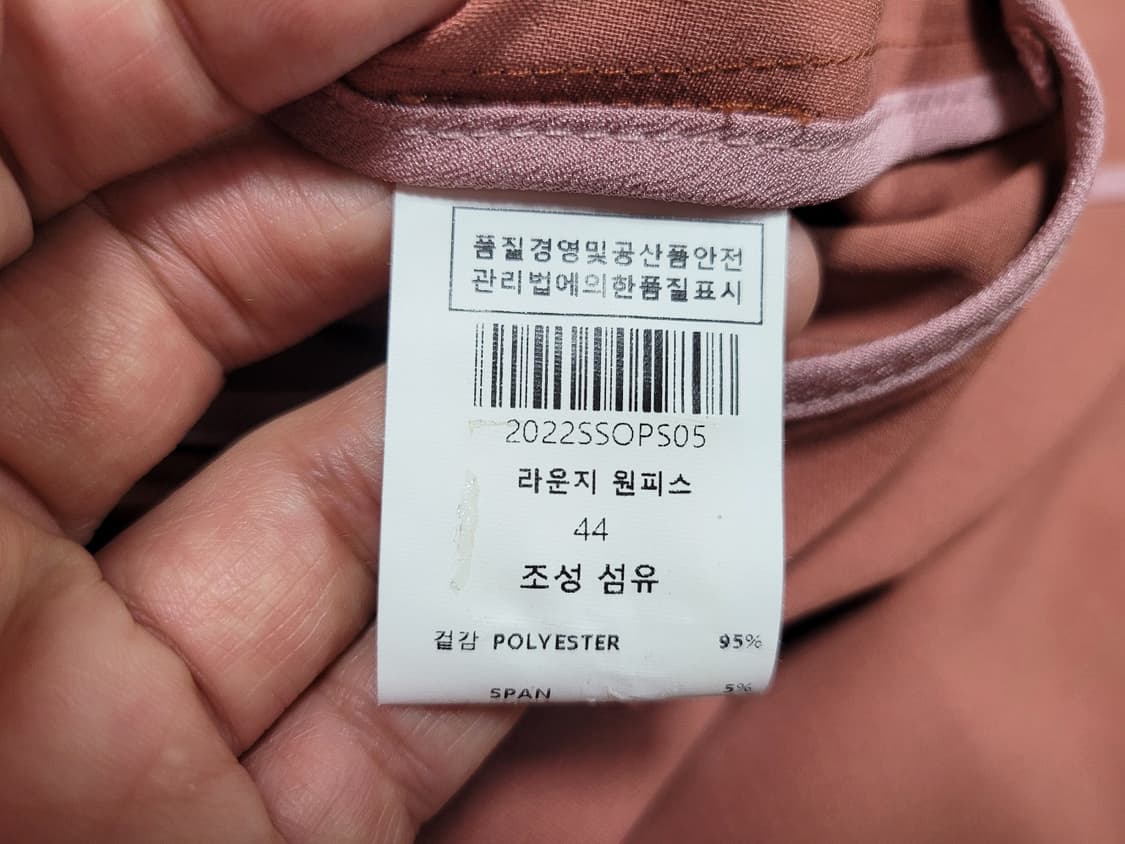 품질경영및공산품안전
관리법에의한품질표시
2022SSOPS05
라운지 원피스
44
조성 섬유
겉감 POLYESTER 95%
SPAN 5%